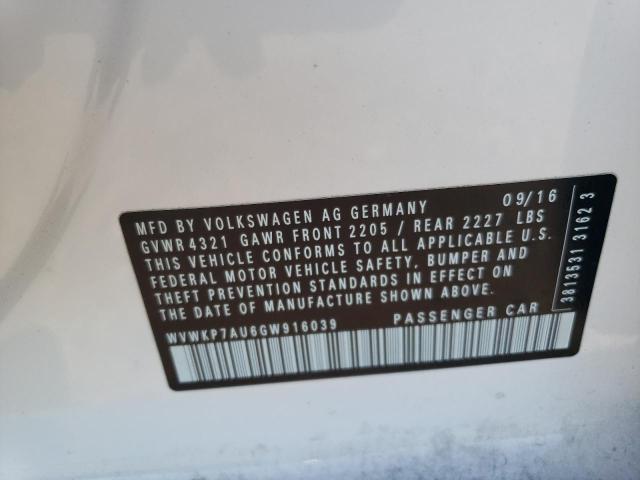 MFD BY VOLKSWAGEN AG GERMANY 09/16
GVWR 4321 GAWR FRONT 2205 / REAR 2227 LBS
THIS VEHICLE CONFORMS TO ALL APPLICABLE U.S.
FEDERAL MOTOR VEHICLE SAFETY, BUMPER AND
THEFT PREVENTION STANDARDS IN EFFECT ON
THE DATE OF MANUFACTURE SHOWN ABOVE.
WVWKP7AU6GW916039 PASSENGER CAR
3813531 3162 3